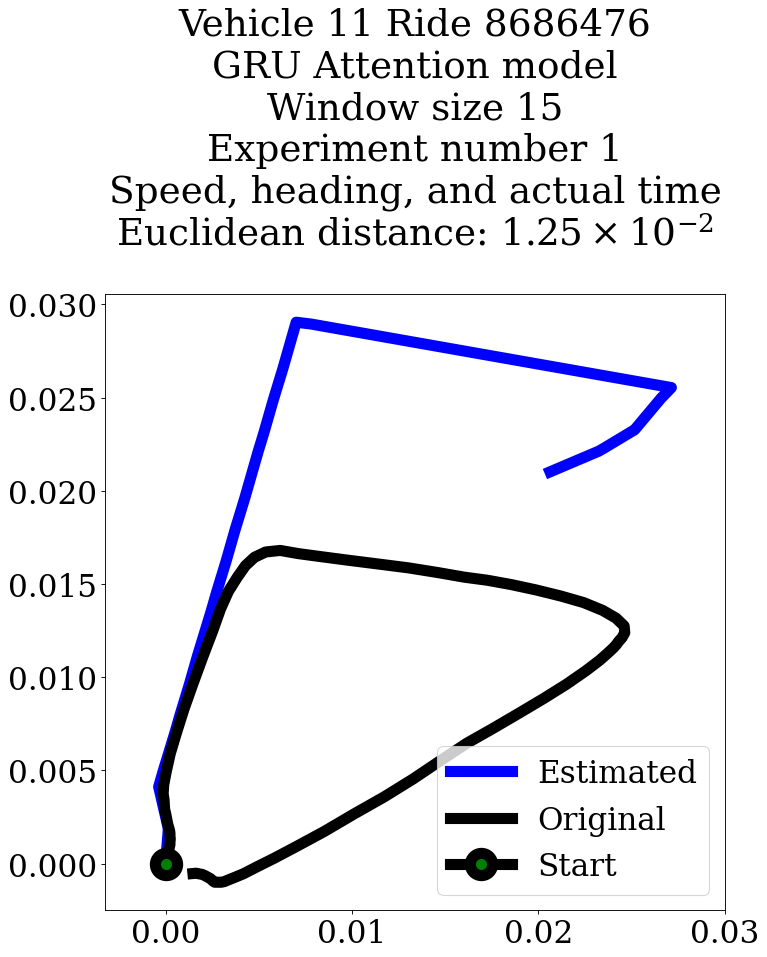 Vehicle 11 Ride 8686476
GRU Attention model
Window size 15
Experiment number 1
Speed, heading, and actual time
Euclidean distance: 1.25 × 10⁻²
0.030
0.025
0.020
0.015
0.010
0.005
0.000
Estimated
Original
Start
0.00 0.01 0.02 0.03